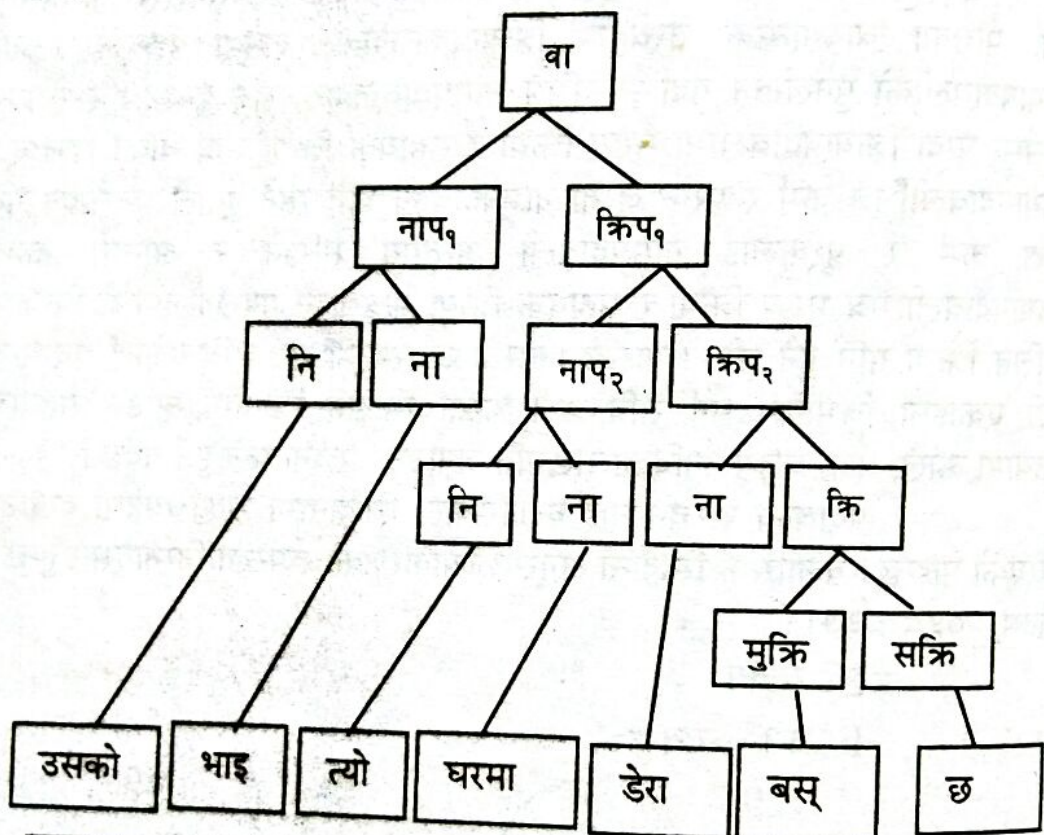 वा
नाप१ क्रिप१
नि ना नाप२ क्रिप२
नि ना ना क्रि
मुक्रि सक्रि
उसको भाइ त्यो घरमा डेरा बस् छ